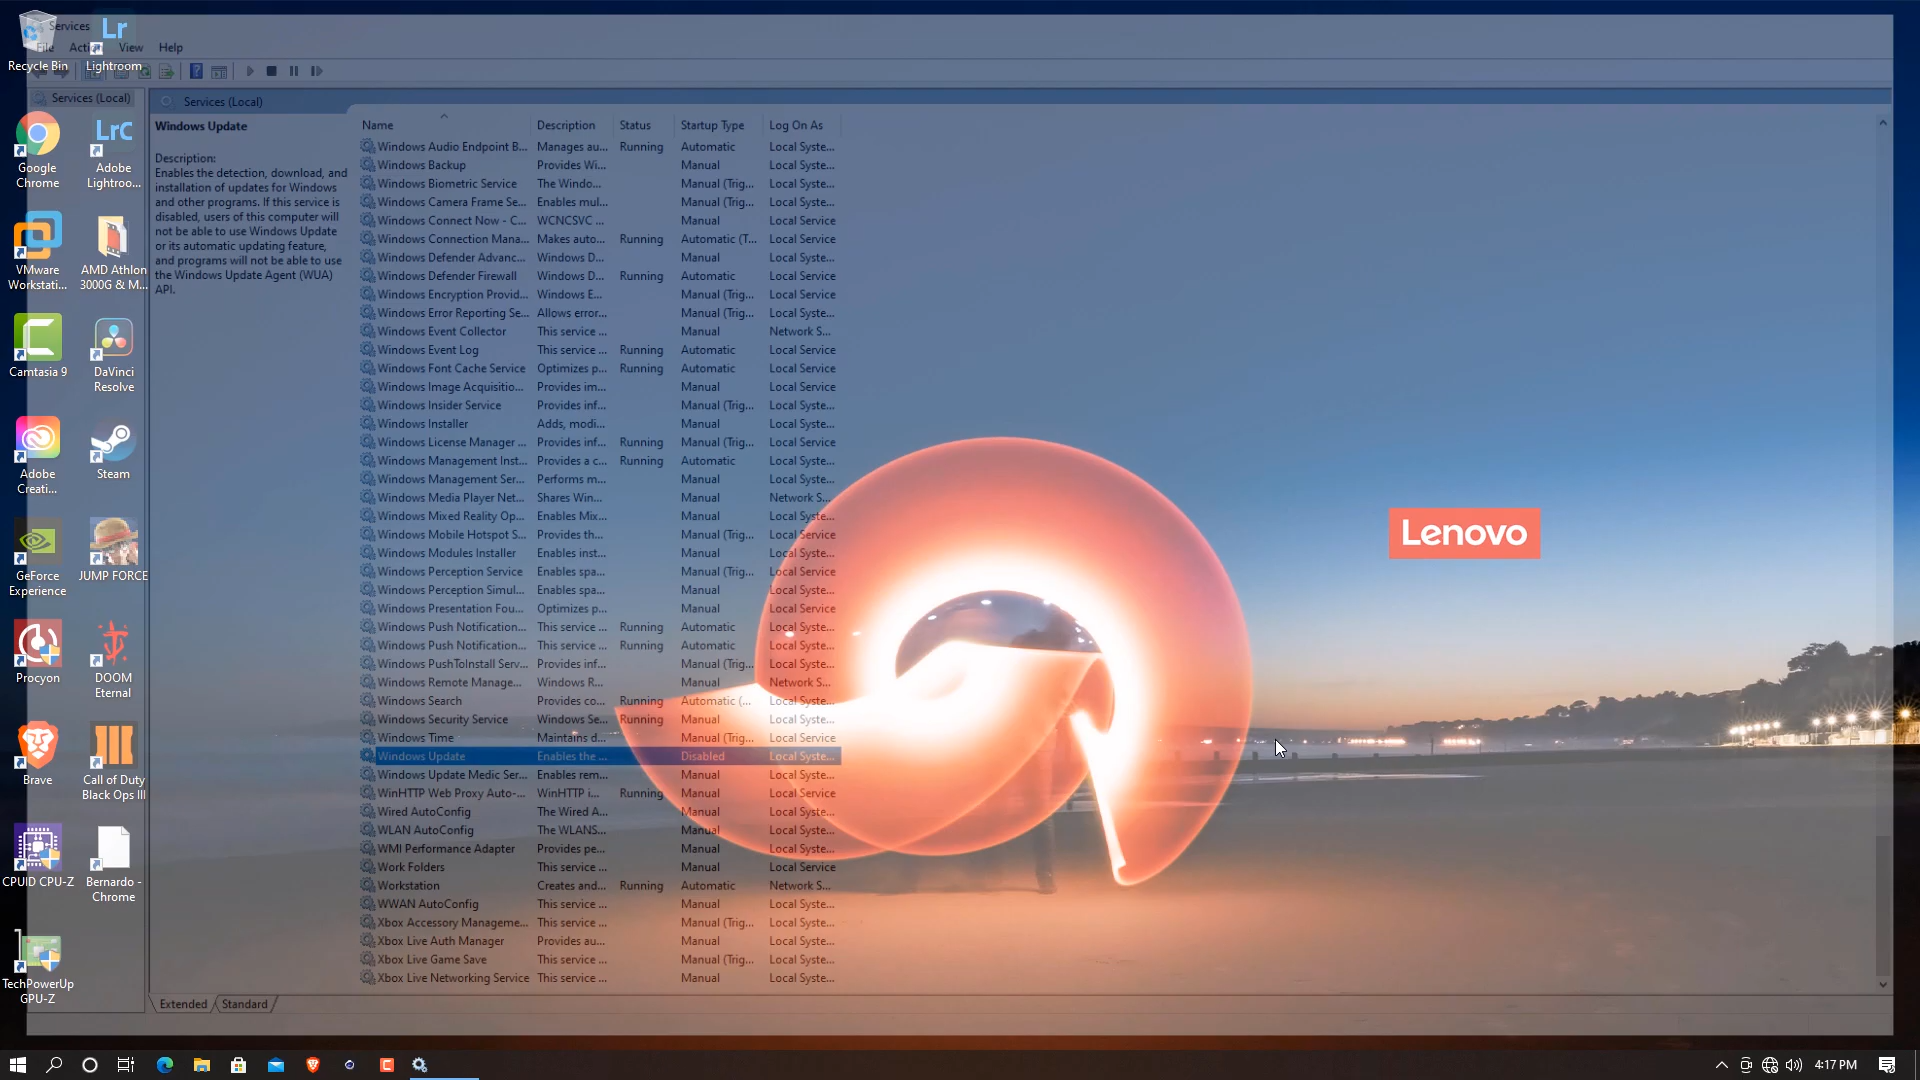 Services
File Action View Help
Recycle Bin
Lightroom
Google
Chrome
Adobe
Lightroo...
VMware
Workstati...
AMD Athlon
3000G & M...
Camtasia 9
DaVinci
Resolve
Adobe
Creati...
Steam
GeForce
Experience
JUMP FORCE
Procyon
DOOM
Eternal
Brave
Call of Duty
Black Ops III
CPUID CPU-Z
Bernardo -
Chrome
TechPowerUp
GPU-Z
Lr
LrC
Services (Local)
Services (Local)
Windows Update
Description:
Enables the detection, download, and
installation of updates for Windows
and other programs. If this service is
disabled, users of this computer will
not be able to use Windows Update
or its automatic updating feature,
and programs will not be able to use
the Windows Update Agent (WUA)
API.
Name Description Status Startup Type Log On As
Windows Audio Endpoint B... Manages au... Running Automatic Local Syste...
Windows Backup Provides Wi... Manual Local Syste...
Windows Biometric Service The Windo... Manual (Trig... Local Syste...
Windows Camera Frame Se... Enables mul... Manual (Trig... Local Syste...
Windows Connect Now - C... WCNCSVC ... Manual Local Service
Windows Connection Mana... Makes auto... Running Automatic (T... Local Service
Windows Defender Advanc... Windows D... Manual Local Syste...
Windows Defender Firewall Windows D... Running Automatic Local Service
Windows Encryption Provid... Windows E... Manual (Trig... Local Service
Windows Error Reporting Se... Allows error... Manual (Trig... Local Syste...
Windows Event Collector This service ... Manual Network S...
Windows Event Log This service ... Running Automatic Local Service
Windows Font Cache Service Optimizes p... Running Automatic Local Service
Windows Image Acquisitio... Provides im... Manual Local Service
Windows Insider Service Provides inf... Manual (Trig... Local Syste...
Windows Installer Adds, modi... Manual Local Syste...
Windows License Manager ... Provides inf... Running Manual (Trig... Local Service
Windows Management Inst... Provides a c... Running Automatic Local Syste...
Windows Management Ser... Performs m... Manual Local Syste...
Windows Media Player Net... Shares Win... Manual Network S...
Windows Mixed Reality Op... Enables Mix... Manual Local Syste...
Windows Mobile Hotspot S... Provides th... Manual (Trig... Local Service
Windows Modules Installer Enables inst... Manual Local Syste...
Windows Perception Service Enables spa... Manual (Trig... Local Service
Windows Perception Simul... Enables spa... Manual Local Syste...
Windows Presentation Fou... Optimizes p... Manual Local Service
Windows Push Notification... This service ... Running Automatic Local Syste...
Windows Push Notification... This service ... Running Automatic Local Syste...
Windows PushToInstall Serv... Provides inf... Manual (Trig... Local Syste...
Windows Remote Manage... Windows R... Manual Network S...
Windows Search Provides co... Running Automatic (... Local Syste...
Windows Security Service Windows Se... Running Manual Local Syste...
Windows Time Maintains d... Manual (Trig... Local Service
Windows Update Enables the ... Disabled Local Syste...
Windows Update Medic Ser... Enables rem... Manual Local Syste...
WinHTTP Web Proxy Auto-... WinHTTP i... Running Manual Local Service
Wired AutoConfig The Wired A... Manual Local Syste...
WLAN AutoConfig The WLANS... Manual Local Syste...
WMI Performance Adapter Provides pe... Manual Local Syste...
Work Folders This service ... Manual Local Service
Workstation Creates and... Running Automatic Network S...
WWAN AutoConfig This service ... Manual Local Syste...
Xbox Accessory Manageme... This service ... Manual (Trig... Local Syste...
Xbox Live Auth Manager Provides au... Manual Local Syste...
Xbox Live Game Save This service ... Manual (Trig... Local Syste...
Xbox Live Networking Service This service ... Manual Local Syste...
Extended Standard
Lenovo
4:17 PM